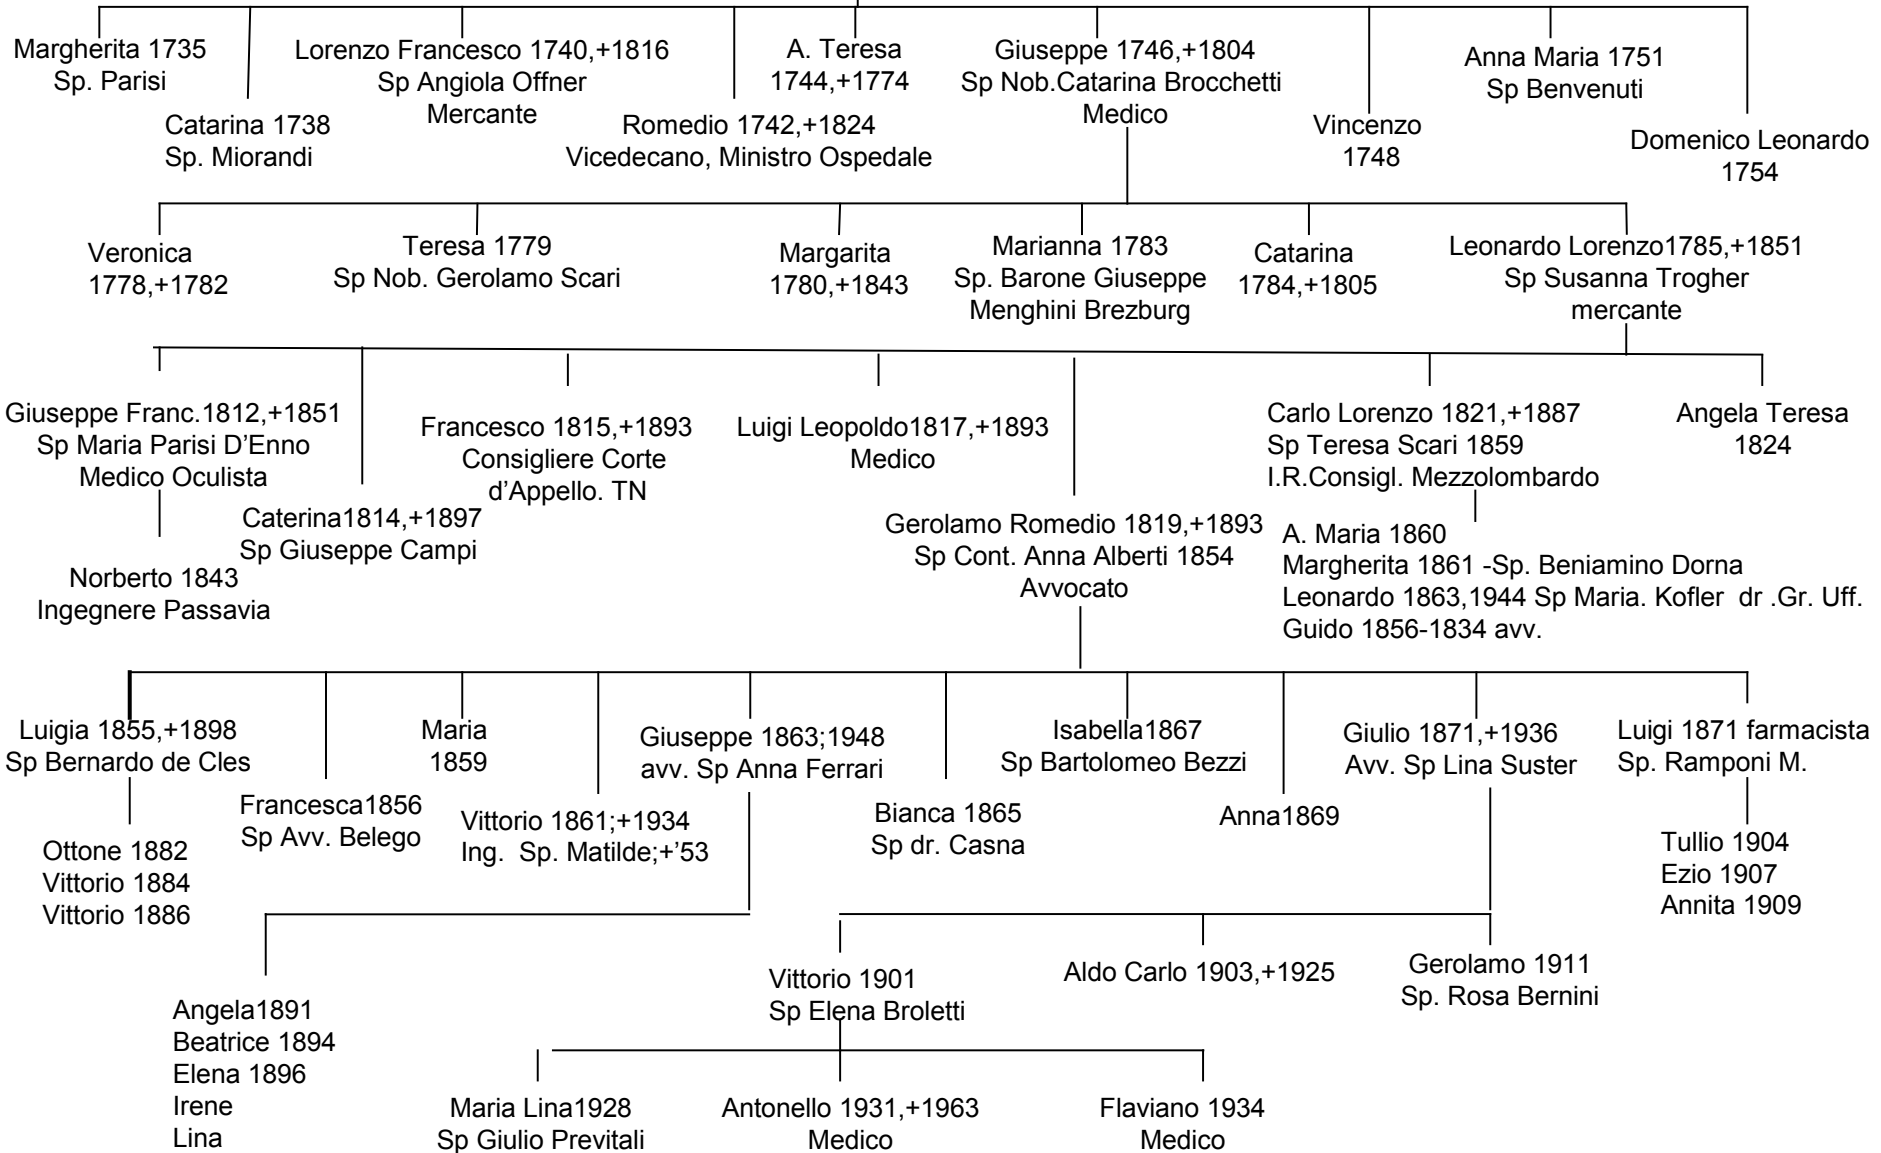 Margherita 1735
Sp. Parisi
Catarina 1738
Sp. Miorandi
Lorenzo Francesco 1740,+1816
Sp Angiola Offner
Mercante
Romedio 1742,+1824
Vicedecano, Ministro Ospedale
A. Teresa
1744,+1774
Giuseppe 1746,+1804
Sp Nob.Catarina Brocchetti
Medico
Vincenzo
1748
Anna Maria 1751
Sp Benvenuti
Domenico Leonardo
1754
Veronica
1778,+1782
Teresa 1779
Sp Nob. Gerolamo Scari
Margarita
1780,+1843
Marianna 1783
Sp. Barone Giuseppe
Menghini Brezburg
Catarina
1784,+1805
Leonardo Lorenzo1785,+1851
Sp Susanna Trogher
mercante
Giuseppe Franc.1812,+1851
Sp Maria Parisi D'Enno
Medico Oculista
Norberto 1843
Ingegnere Passavia
Caterina1814,+1897
Sp Giuseppe Campi
Francesco 1815,+1893
Consigliere Corte
d'Appello. TN
Luigi Leopoldo1817,+1893
Medico
Gerolamo Romedio 1819,+1893
Sp Cont. Anna Alberti 1854
Avvocato
Carlo Lorenzo 1821,+1887
Sp Teresa Scari 1859
I.R.Consigl. Mezzolombardo
A. Maria 1860
Margherita 1861 -Sp. Beniamino Dorna
Leonardo 1863,1944 Sp Maria. Kofler dr .Gr. Uff.
Guido 1856-1834 avv.
Angela Teresa
1824
Luigia 1855,+1898
Sp Bernardo de Cles
Ottone 1882
Vittorio 1884
Vittorio 1886
Francesca1856
Sp Avv. Belego
Maria
1859
Vittorio 1861;+1934
Ing. Sp. Matilde;+'53
Giuseppe 1863;1948
avv. Sp Anna Ferrari
Bianca 1865
Sp dr. Casna
Isabella1867
Sp Bartolomeo Bezzi
Anna1869
Giulio 1871,+1936
Avv. Sp Lina Suster
Luigi 1871 farmacista
Sp. Ramponi M.
Tullio 1904
Ezio 1907
Annita 1909
Angela1891
Beatrice 1894
Elena 1896
Irene
Lina
Vittorio 1901
Sp Elena Broletti
Aldo Carlo 1903,+1925
Gerolamo 1911
Sp. Rosa Bernini
Maria Lina1928
Sp Giulio Previtali
Antonello 1931,+1963
Medico
Flaviano 1934
Medico